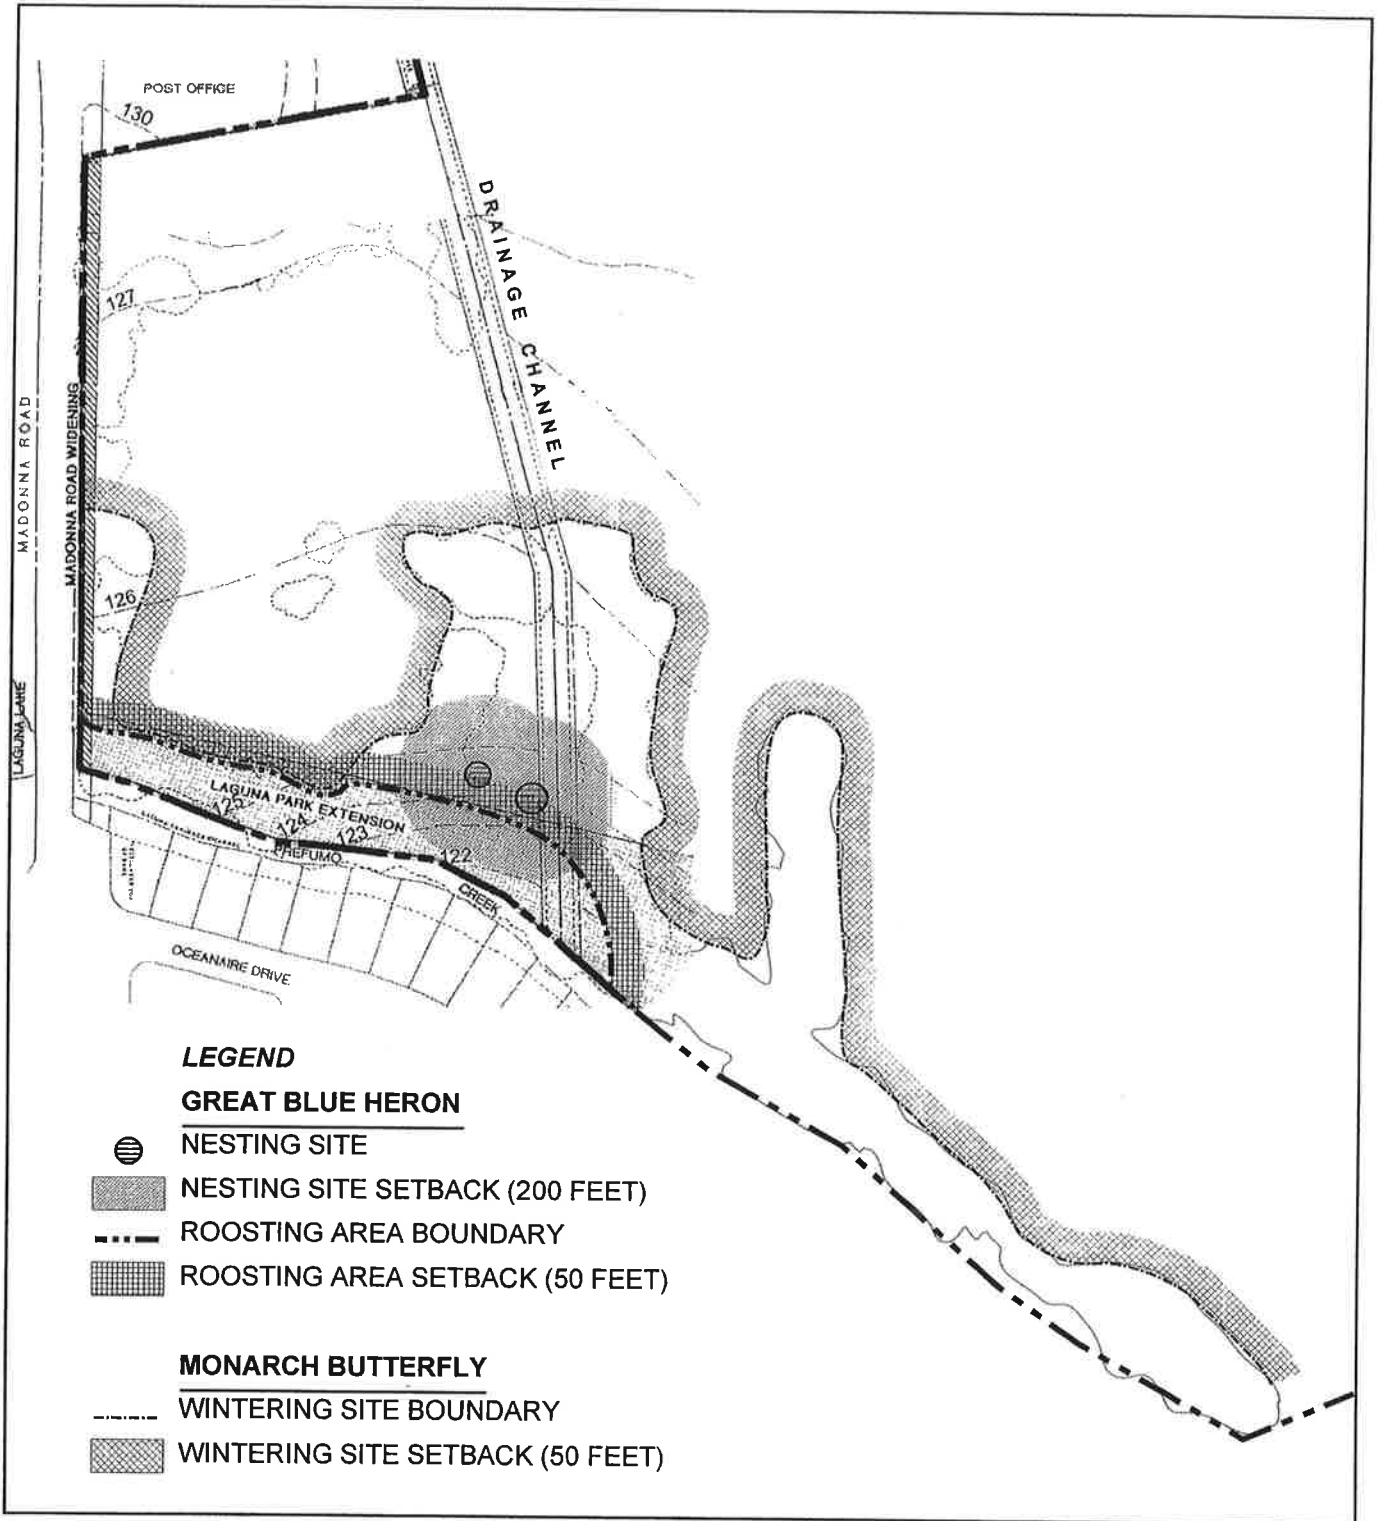 POST OFFICE
130
DRAINAGE CHANNEL
127
MADONNA ROAD
MADONNA ROAD WIDENING
126
LAGUNA LAKE
LAGUNA PARK EXTENSION
125
124
123
122
PREFUMO
CREEK
OCEANAIRE DRIVE
LEGEND
GREAT BLUE HERON
NESTING SITE
NESTING SITE SETBACK (200 FEET)
ROOSTING AREA BOUNDARY
ROOSTING AREA SETBACK (50 FEET)
MONARCH BUTTERFLY
WINTERING SITE BOUNDARY
WINTERING SITE SETBACK (50 FEET)